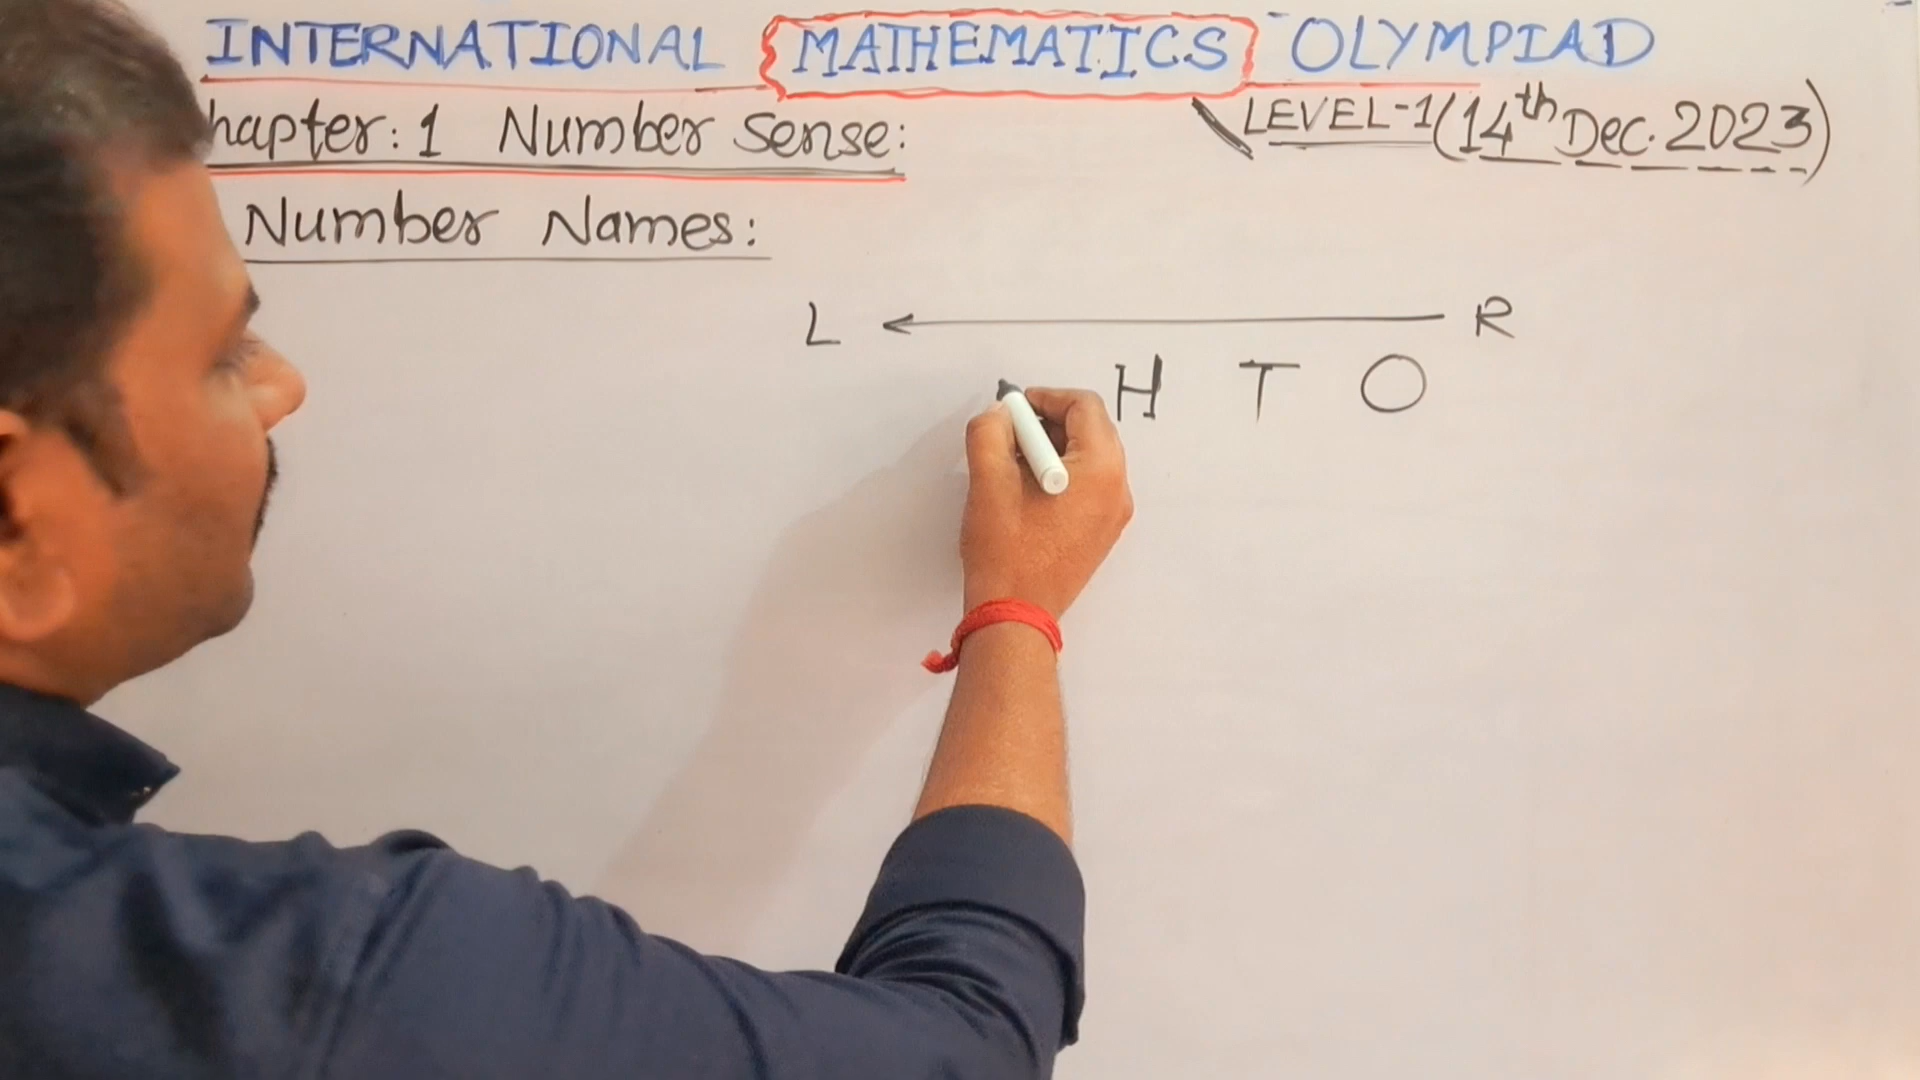 INTERNATIONAL MATHEMATICS OLYMPIAD
hapter: 1 Number Sense:
LEVEL-1 (14th Dec. 2023)
Number Names:
L R
H T O